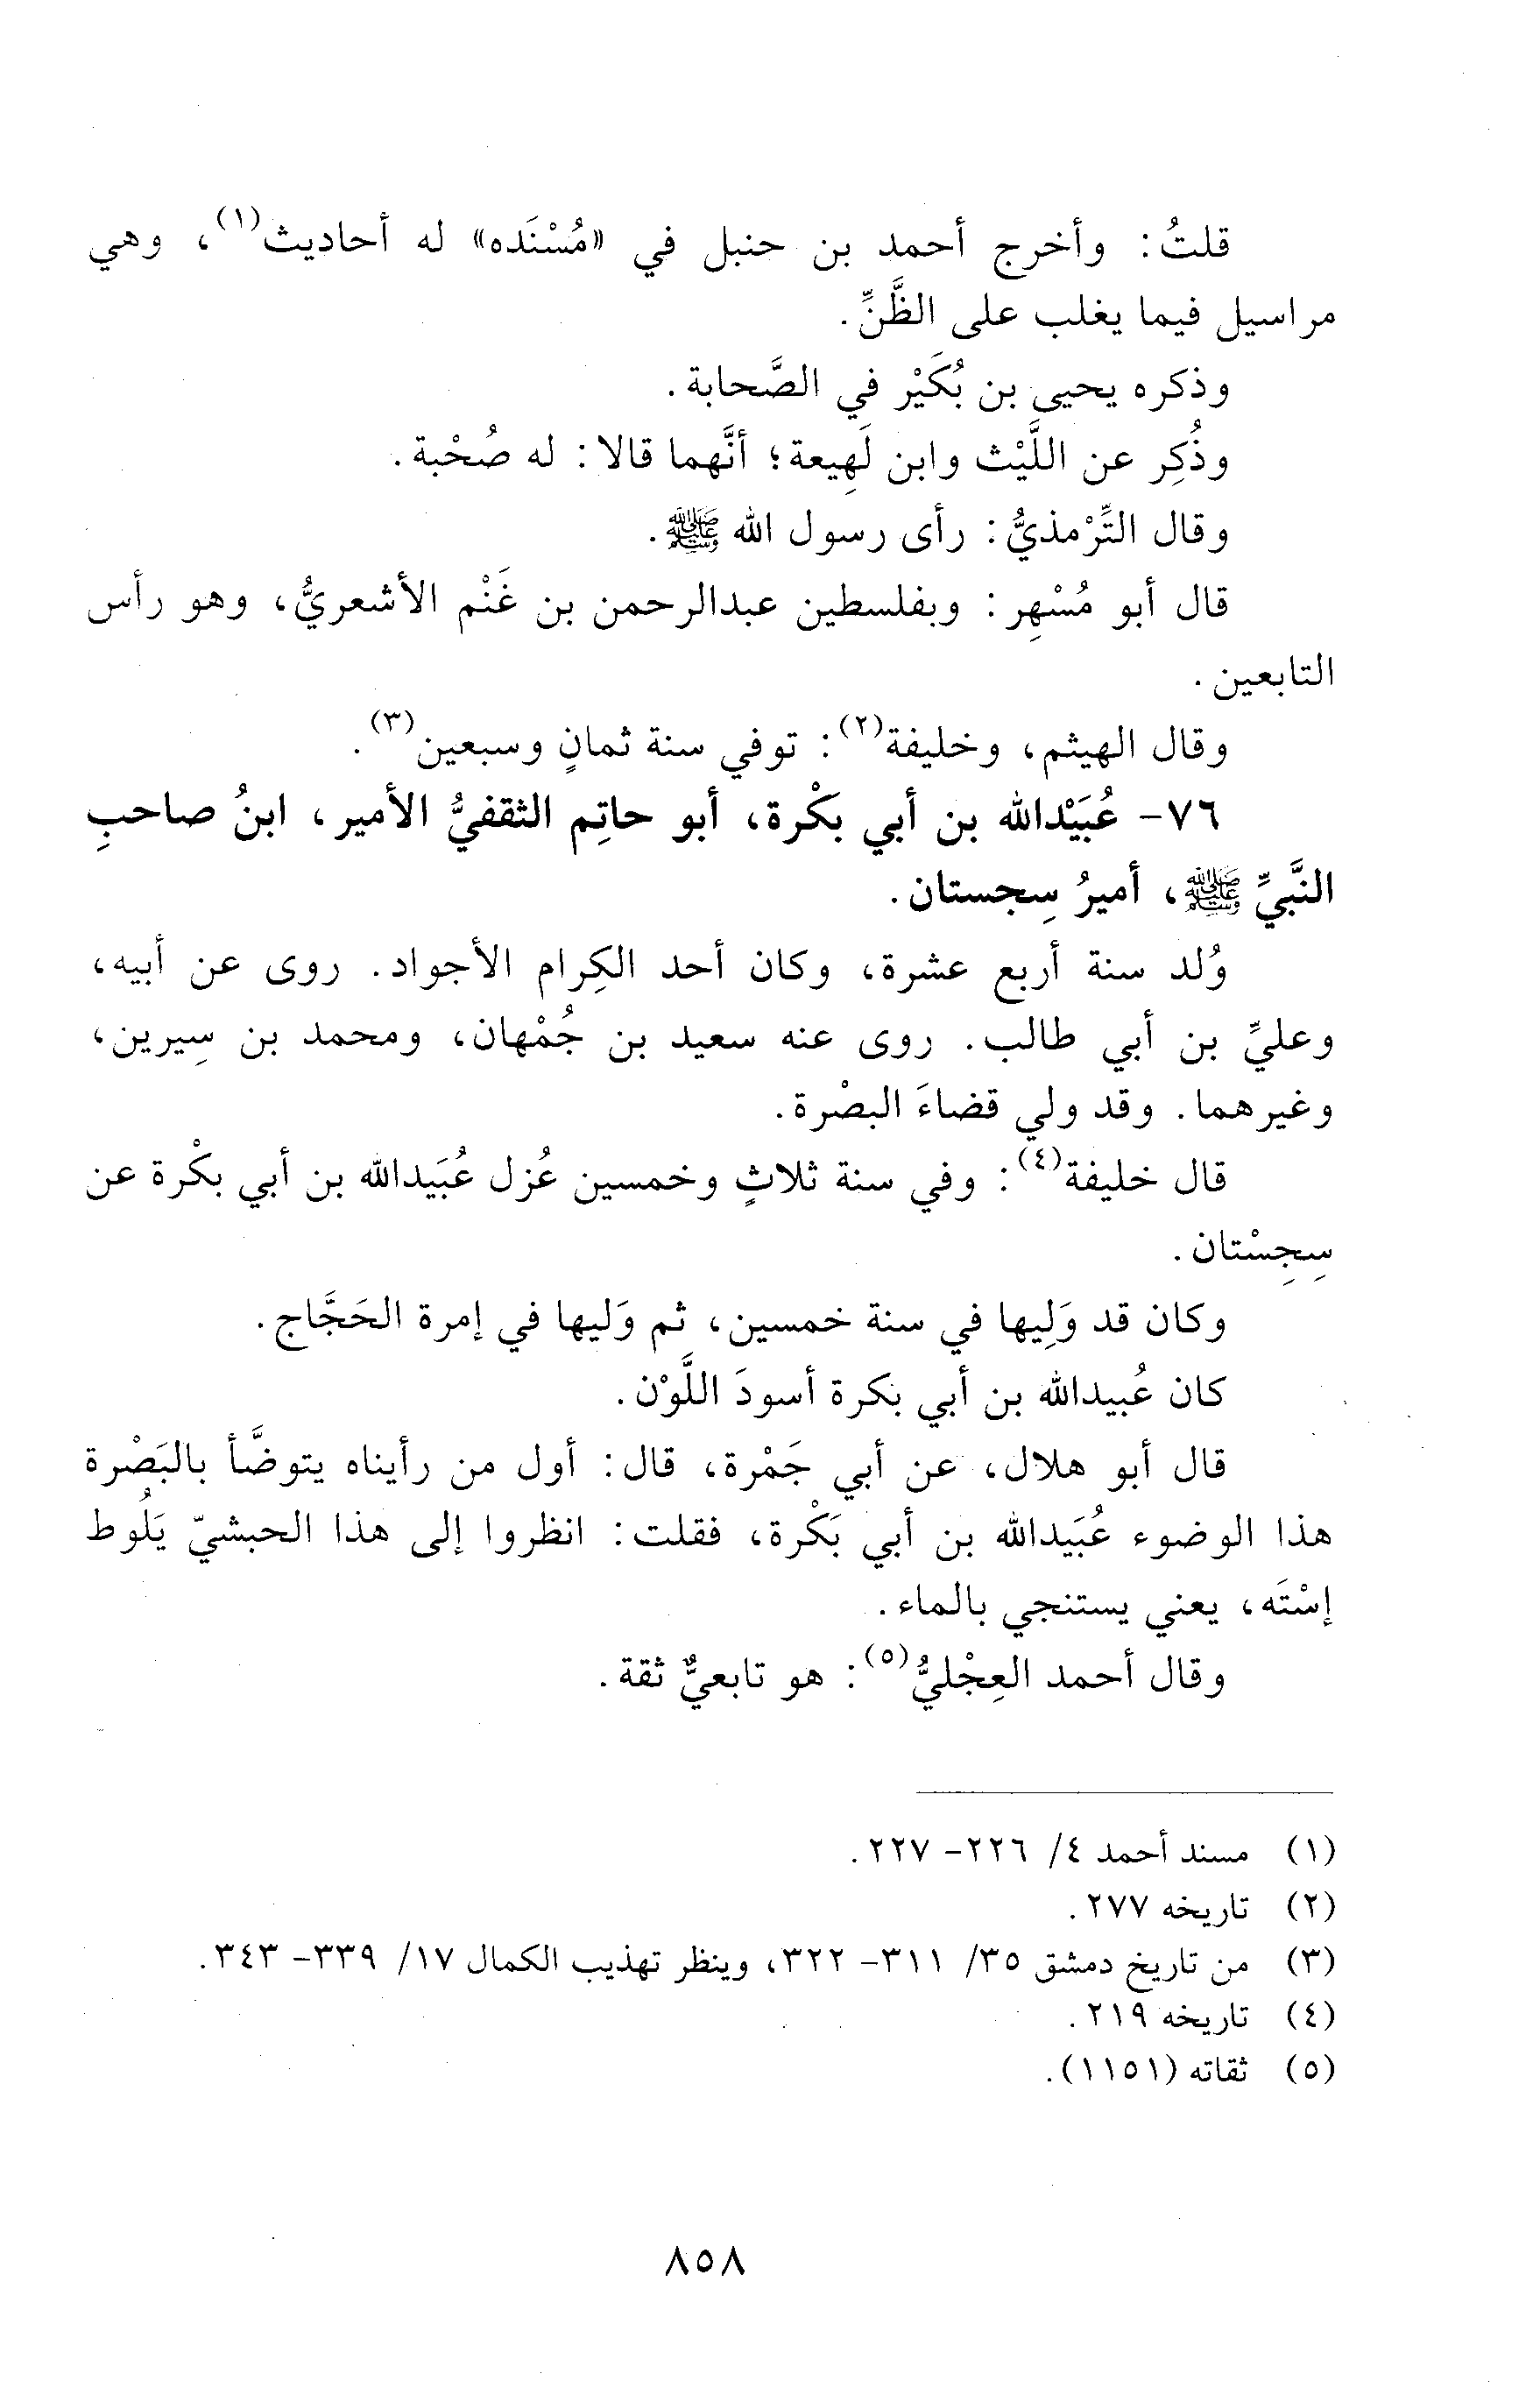 قلتُ: وأخرج أحمد بن حنبل في «مُسْنَده» له أحاديث(١)، وهي
مراسيل فيما يغلب على الظَّنِّ.
وذكره يحيى بن بُكَيْر في الصَّحابة.
وذُكِر عن اللَّيْث وابن لَهِيعة؛ أنَّهما قالا: له صُحْبة.
وقال التِّرْمذيُّ: رأى رسول الله ﷺ.
قال أبو مُسْهِر: وبفلسطين عبدالرحمن بن غَنْم الأشعريُّ، وهو رأس
التابعين.
وقال الهيثم، وخليفة(٢): توفي سنة ثمانٍ وسبعين(٣).
٧٦- عُبَيْدالله بن أبي بكْرة، أبو حاتِم الثقفيُّ الأمير، ابنُ صاحبِ
النَّبيِّ ﷺ، أميرُ سِجستان.
وُلد سنة أربع عشرة، وكان أحد الكِرام الأجواد. روى عن أبيه،
وعليِّ بن أبي طالب. روى عنه سعيد بن جُمْهان، ومحمد بن سِيرين،
وغيرهما. وقد ولي قضاءَ البصْرة.
قال خليفة(٤): وفي سنة ثلاثٍ وخمسين عُزل عُبَيدالله بن أبي بكْرة عن
سِجِسْتان.
وكان قد وَلِيها في سنة خمسين، ثم وَليها في إمرة الحَجَّاج.
كان عُبيدالله بن أبي بكرة أسودَ اللَّوْن.
قال أبو هلال، عن أبي جَمْرة، قال: أول من رأيناه يتوضَّأ بالبَصْرة
هذا الوضوء عُبَيدالله بن أبي بَكْرة، فقلت: انظروا إلى هذا الحبشيّ يَلُوط
إسْتَه، يعني يستنجي بالماء.
وقال أحمد العِجْليُّ(٥): هو تابعيٌّ ثقة.
(١) مسند أحمد ٤/ ٢٢٦- ٢٢٧.
(٢) تاريخه ٢٧٧.
(٣) من تاريخ دمشق ٣٥/ ٣١١- ٣٢٢، وينظر تهذيب الكمال ١٧/ ٣٣٩- ٣٤٣.
(٤) تاريخه ٢١٩.
(٥) ثقاته (١١٥١).
٨٥٨